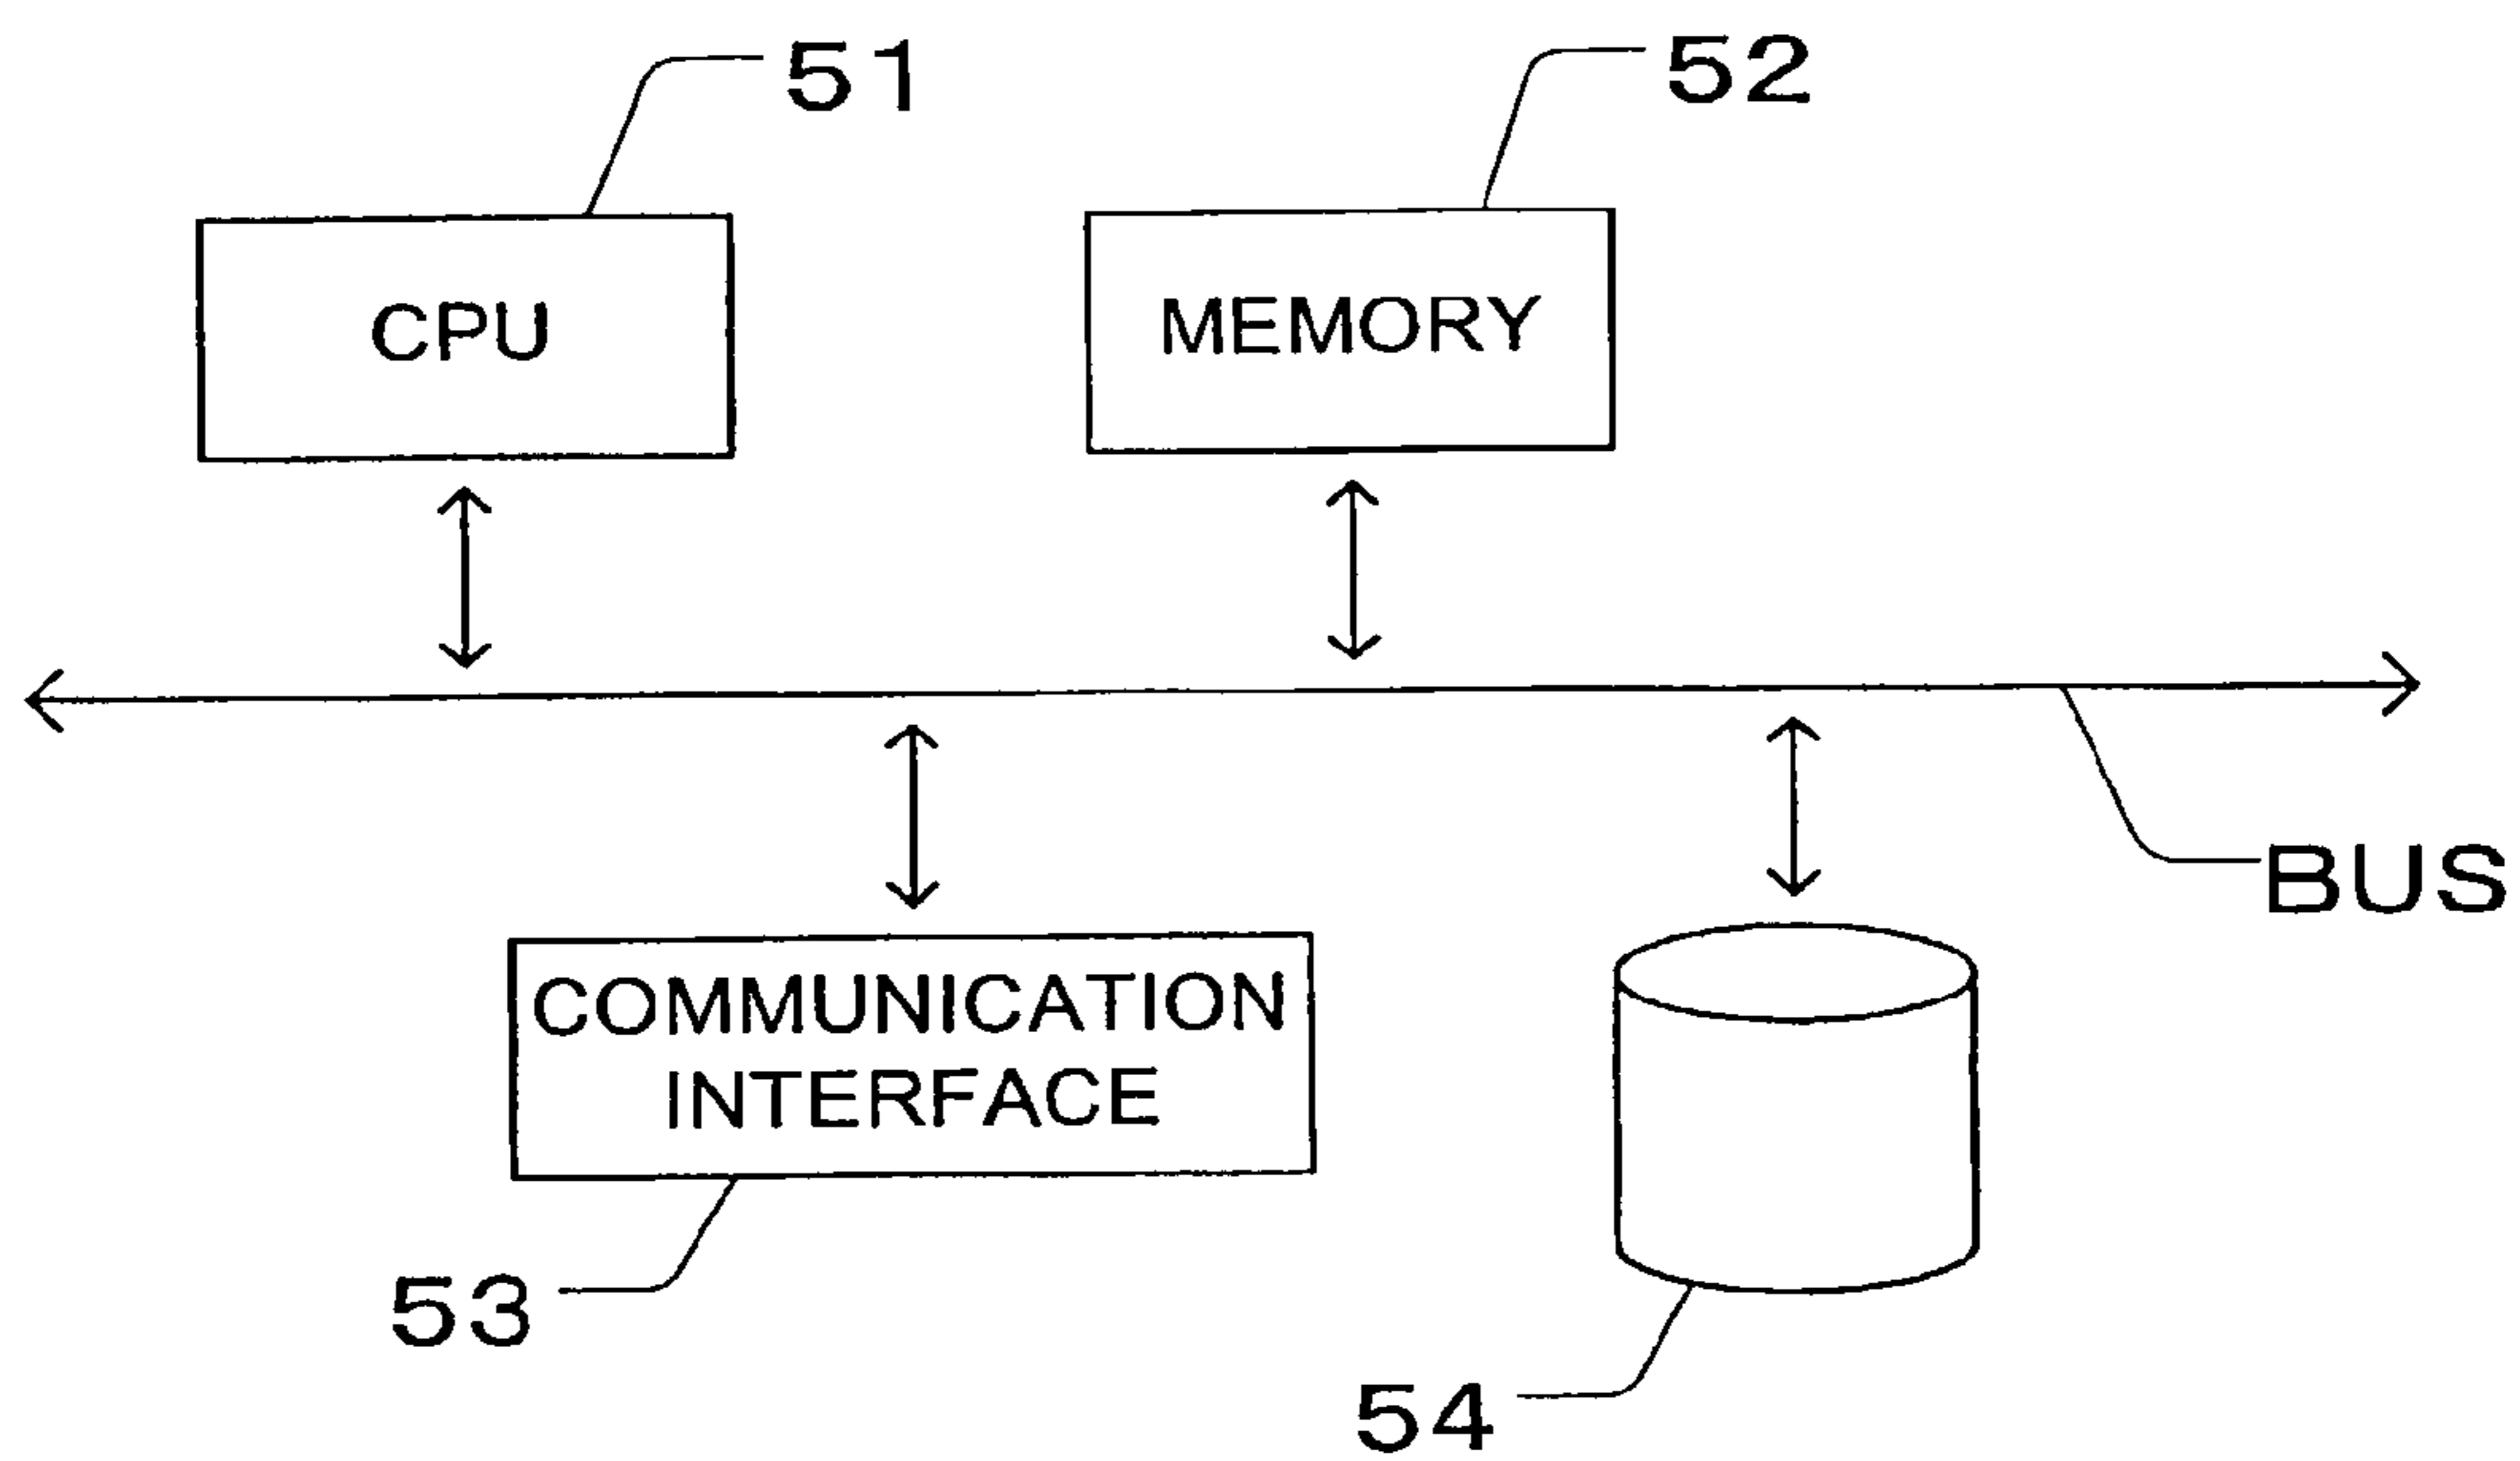 51
52
CPU
MEMORY
BUS
COMMUNICATION
INTERFACE
53
54